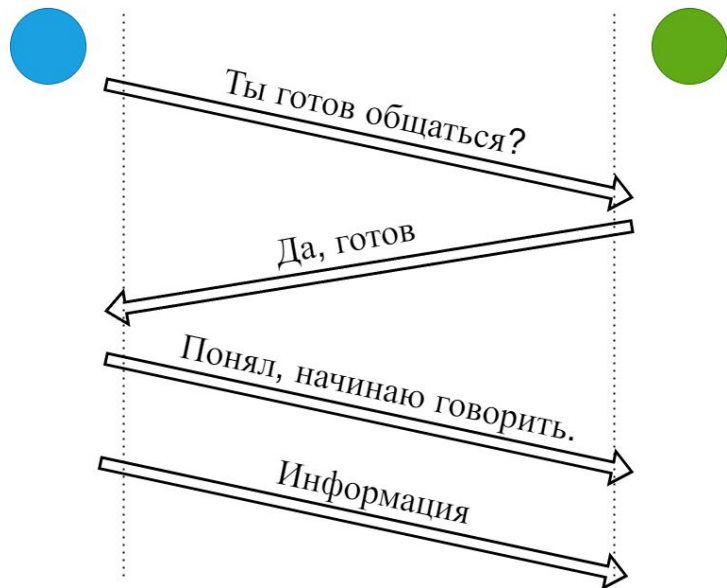 Ты готов общаться?
Да, готов
Понял, начинаю говорить.
Информация